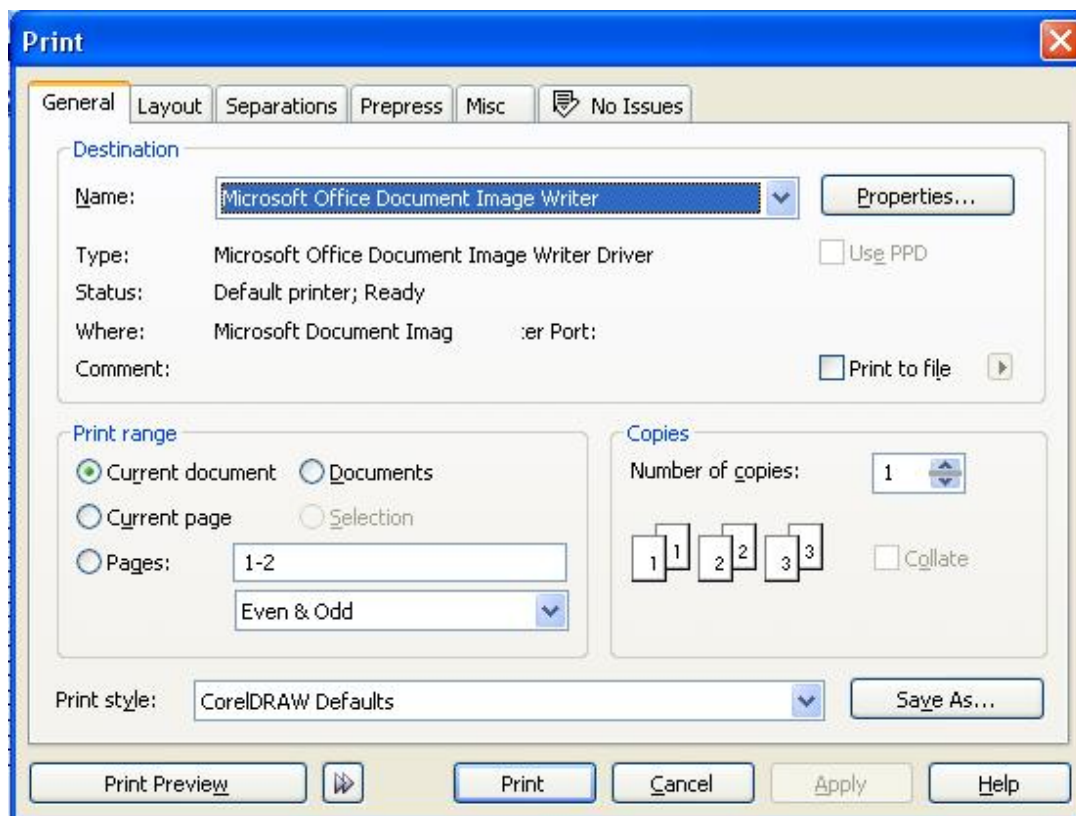 Print
General Layout Separations Prepress Misc No Issues
Destination
Name: Microsoft Office Document Image Writer Properties...
Type: Microsoft Office Document Image Writer Driver Use PPD
Status: Default printer; Ready
Where: Microsoft Document Imag :er Port:
Comment: Print to file
Print range Copies
Current document Documents Number of copies: 1
Current page Selection
1 1 2 2 3 3 Collate
Pages: 1-2
Even & Odd
Print style: CorelDRAW Defaults Save As...
Print Preview Print Cancel Apply Help